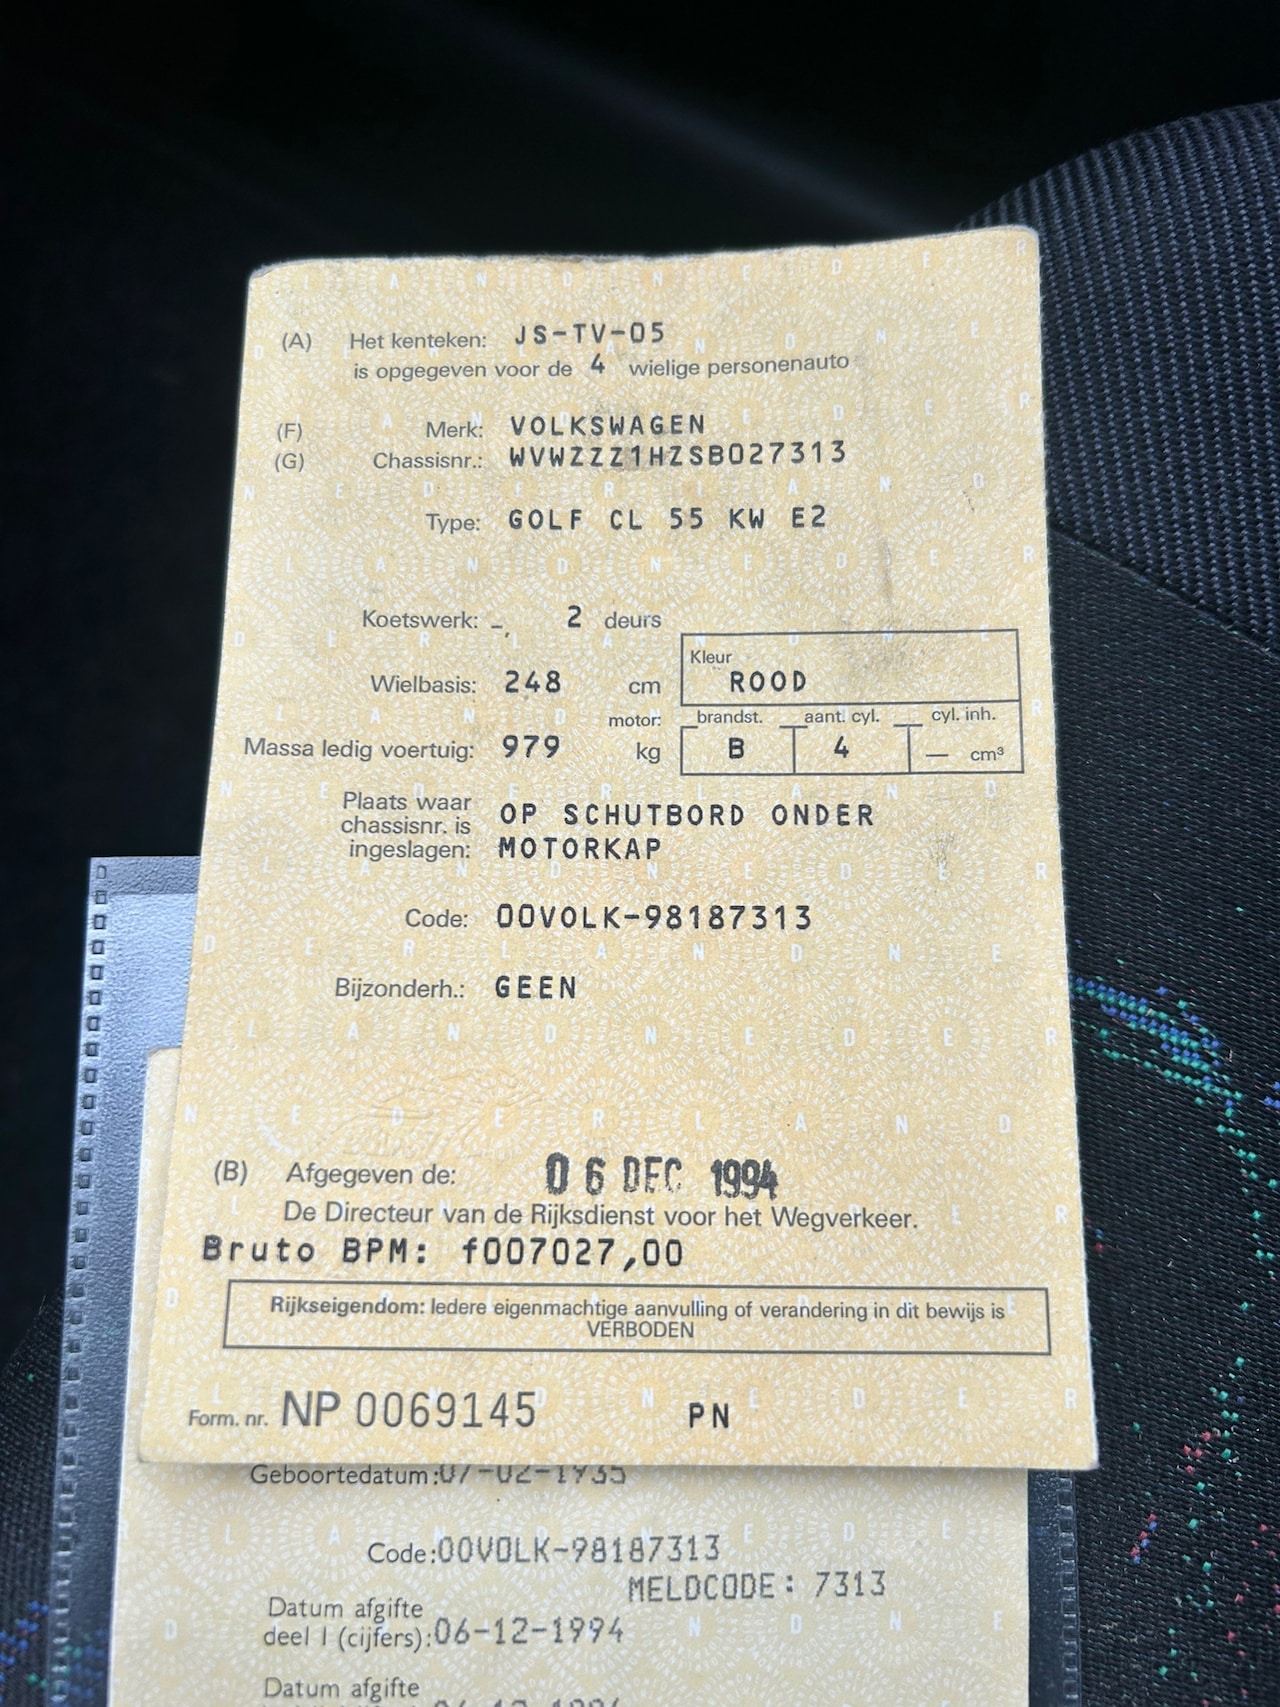 (A) Het kenteken: JS-TV-05
is opgegeven voor de 4 wielige personenauto
(F) Merk: VOLKSWAGEN
(G) Chassisnr.: WVWZZZ1HZSB027313
Type: GOLF CL 55 KW E2
Koetswerk: -, 2 deurs
Kleur
Wielbasis: 248 cm ROOD
motor: brandst. aant. cyl. cyl. inh.
Massa ledig voertuig: 979 kg B 4 — cm³
Plaats waar
chassisnr. is
ingeslagen: OP SCHUTBORD ONDER
MOTORKAP
Code: 00VOLK-98187313
Bijzonderh.: GEEN
(B) Afgegeven de: 06 DEC 1994
De Directeur van de Rijksdienst voor het Wegverkeer.
Bruto BPM: f007027,00
Rijkseigendom: Iedere eigenmachtige aanvulling of verandering in dit bewijs is
VERBODEN
Form. nr. NP 0069145 PN
Geboortedatum:07-02-1935
Code:00VOLK-98187313
MELDCODE: 7313
Datum afgifte
deel I (cijfers):06-12-1994
Datum afgifte